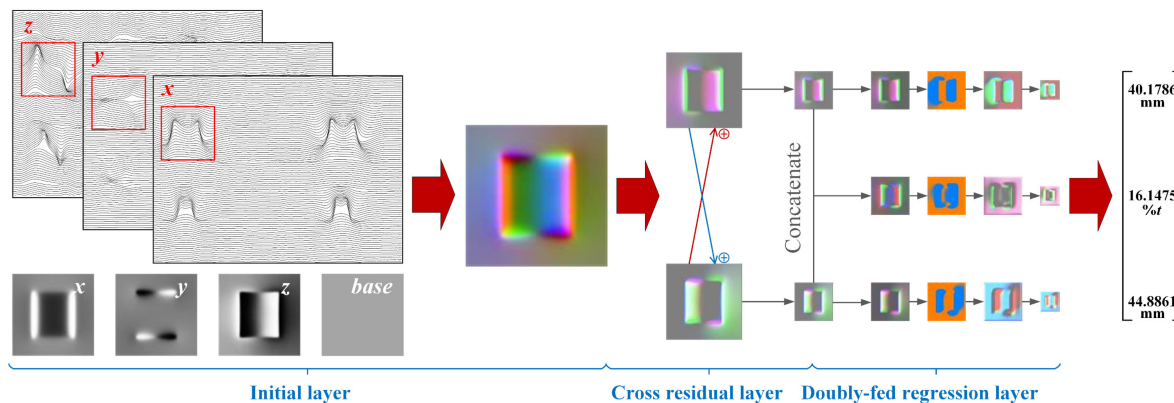 z
y
x
x
y
z
base
⊕
⊕
Concatenate
40.1786
mm
16.1475
%t
44.8861
mm
Initial layer
Cross residual layer
Doubly-fed regression layer